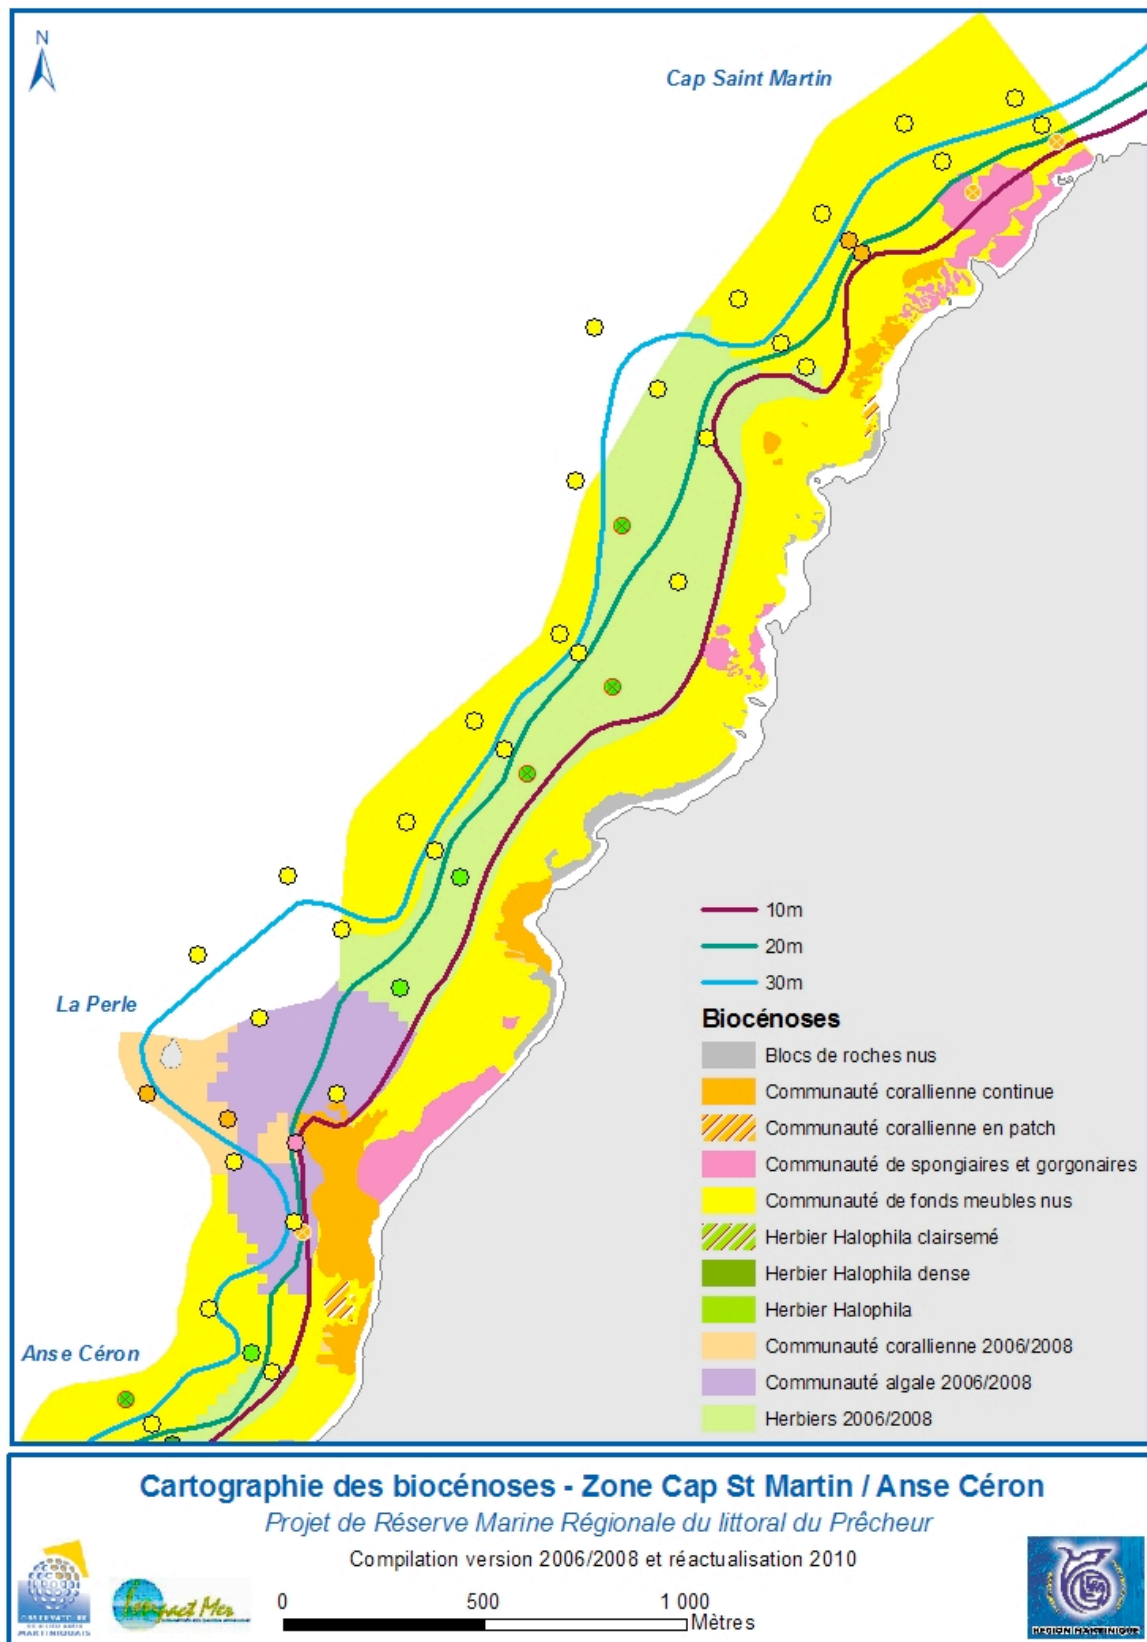 N
Cap Saint Martin
La Perle
Anse Céron
10m
20m
30m
Biocénoses
Blocs de roches nus
Communauté corallienne continue
Communauté corallienne en patch
Communauté de spongiaires et gorgonaires
Communauté de fonds meubles nus
Herbier Halophila clairsemé
Herbier Halophila dense
Herbier Halophila
Communauté corallienne 2006/2008
Communauté algale 2006/2008
Herbiers 2006/2008
Cartographie des biocénoses - Zone Cap St Martin / Anse Céron
Projet de Réserve Marine Régionale du littoral du Prêcheur
Compilation version 2006/2008 et réactualisation 2010
0 500 1 000
Mètres
OBSERVATOIRE
MARTINIQUAIS
Impact Mer
REGION MARTINIQUE